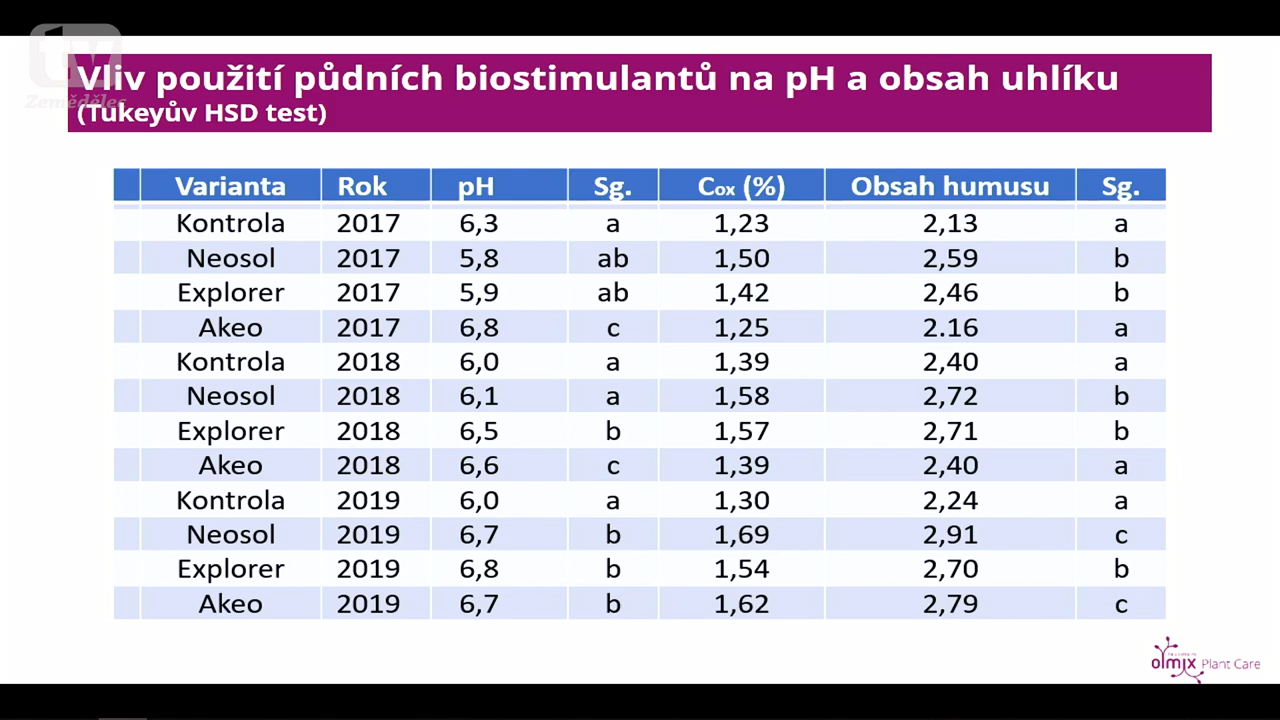 tv
Zemědělec
Vliv použití půdních biostimulantů na pH a obsah uhlíku
(Tukeyův HSD test)
Varianta Rok pH Sg. Cox (%) Obsah humusu Sg.
Kontrola 2017 6,3 a 1,23 2,13 a
Neosol 2017 5,8 ab 1,50 2,59 b
Explorer 2017 5,9 ab 1,42 2,46 b
Akeo 2017 6,8 c 1,25 2.16 a
Kontrola 2018 6,0 a 1,39 2,40 a
Neosol 2018 6,1 a 1,58 2,72 b
Explorer 2018 6,5 b 1,57 2,71 b
Akeo 2018 6,6 c 1,39 2,40 a
Kontrola 2019 6,0 a 1,30 2,24 a
Neosol 2019 6,7 b 1,69 2,91 c
Explorer 2019 6,8 b 1,54 2,70 b
Akeo 2019 6,7 b 1,62 2,79 c
olmix Plant Care